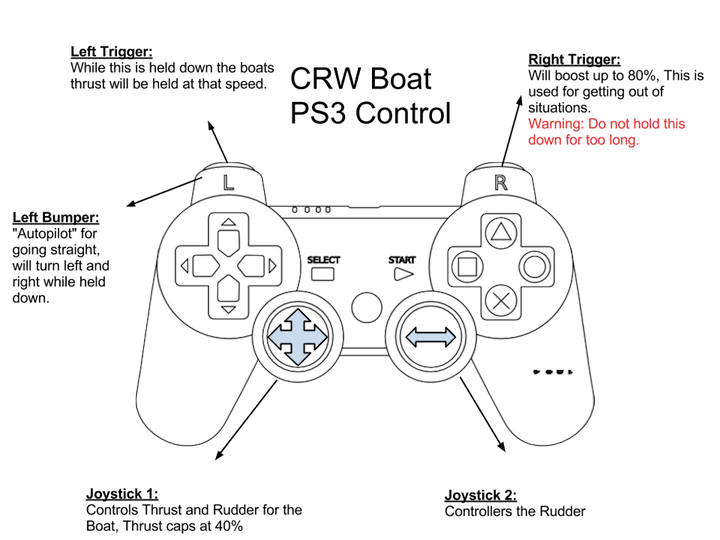 Left Trigger:
While this is held down the boats
thrust will be held at that speed.
CRW Boat
PS3 Control
Right Trigger:
Will boost up to 80%, This is
used for getting out of
situations.
Warning: Do not hold this
down for too long.
L
R
Left Bumper:
"Autopilot" for
going straight,
will turn left and
right while held
down.
SELECT
START
Joystick 1:
Controls Thrust and Rudder for the
Boat, Thrust caps at 40%
Joystick 2:
Controllers the Rudder